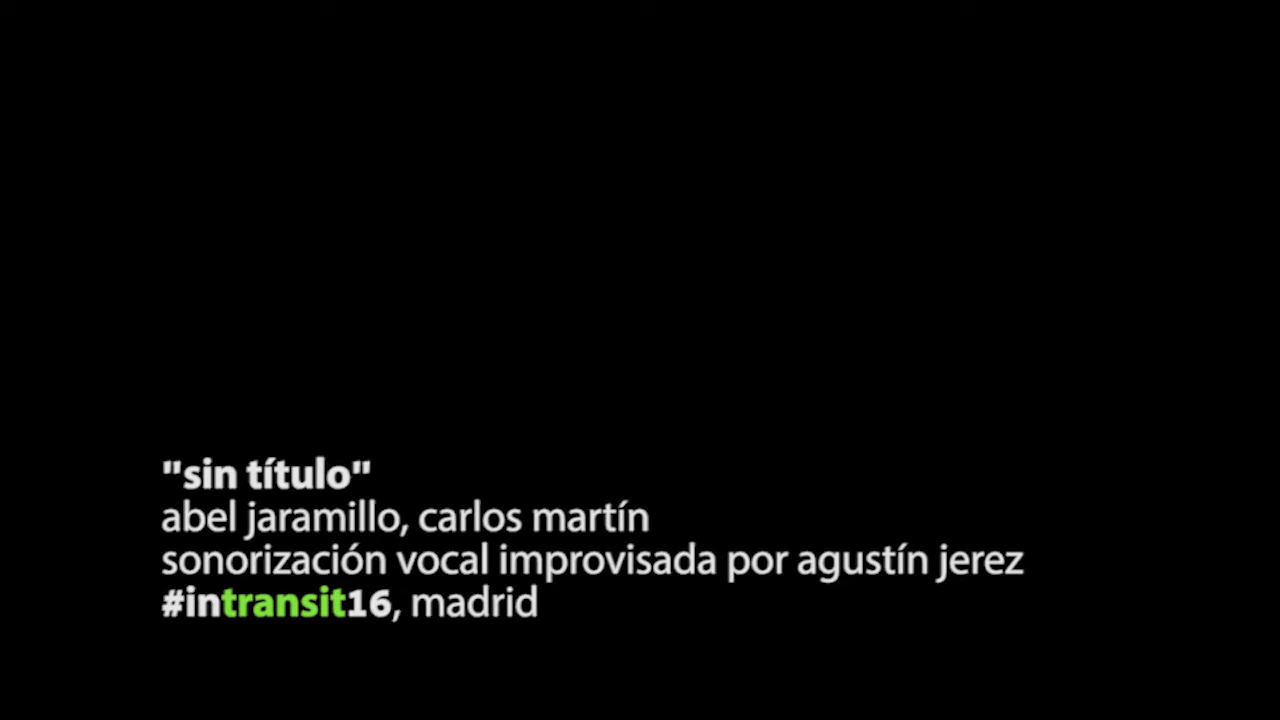 "sin título"
abel jaramillo, carlos martín
sonorización vocal improvisada por agustín jerez
#intransit16, madrid